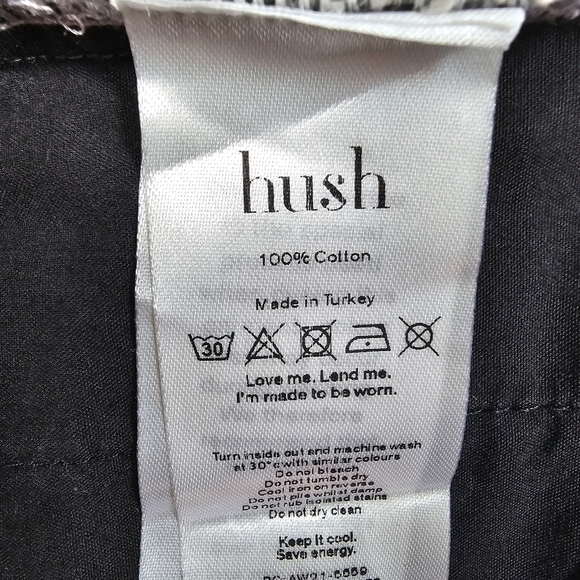 hush
100% Cotton
Made in Turkey
30
Love me. Lend me.
I'm made to be worn.
Turn inside out and machine wash
at 30°c with similar colours
Do not bleach
Do not tumble dry
Cool iron on reverse
Do not pile whilst damp
Do not rub isolated stains
Do not dry clean
Keep it cool.
Save energy.